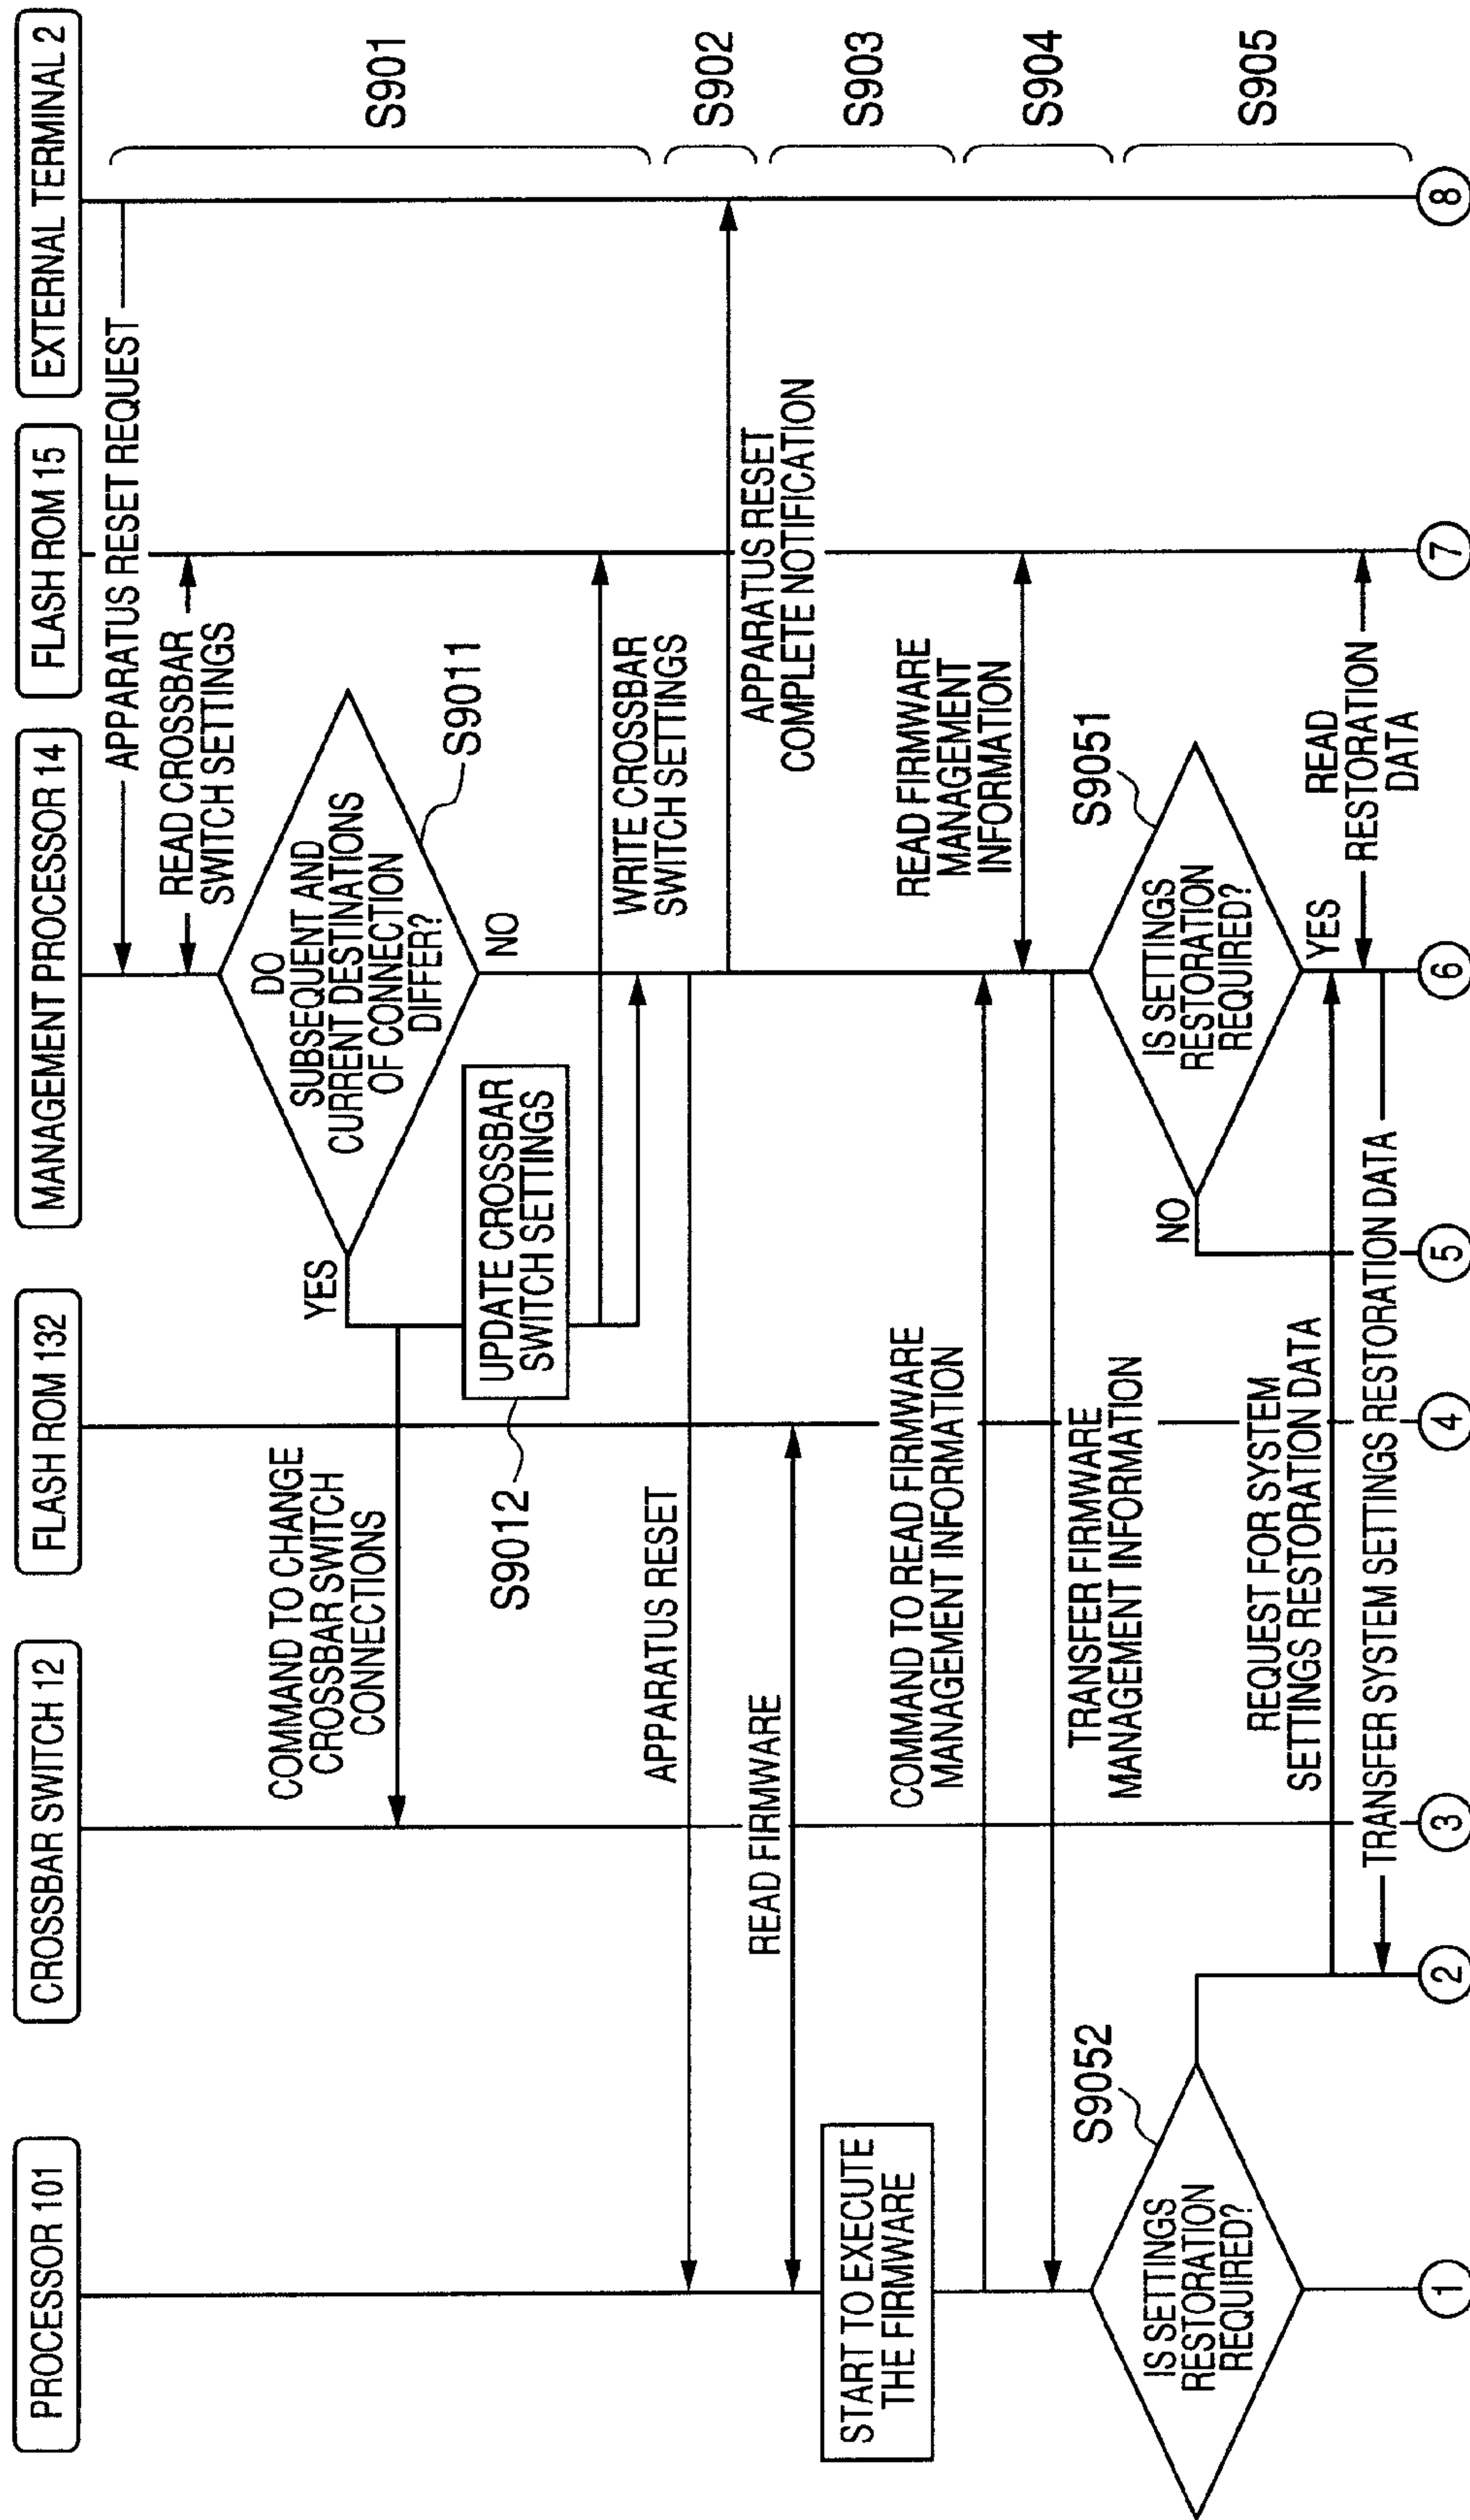 PROCESSOR 101
CROSSBAR SWITCH 12
FLASH ROM 132
MANAGEMENT PROCESSOR 14
FLASH ROM 15
EXTERNAL TERMINAL 2
APPARATUS RESET REQUEST
READ CROSSBAR
SWITCH SETTINGS
DO
SUBSEQUENT AND
CURRENT DESTINATIONS
OF CONNECTION
DIFFER?
S9011
YES
NO
S901
COMMAND TO CHANGE
CROSSBAR SWITCH
CONNECTIONS
UPDATE CROSSBAR
SWITCH SETTINGS
S9012
WRITE CROSSBAR
SWITCH SETTINGS
APPARATUS RESET
APPARATUS RESET
COMPLETE NOTIFICATION
S902
READ FIRMWARE
START TO EXECUTE
THE FIRMWARE
S903
COMMAND TO READ FIRMWARE
MANAGEMENT INFORMATION
READ FIRMWARE
MANAGEMENT
INFORMATION
S904
TRANSFER FIRMWARE
MANAGEMENT INFORMATION
S9052
IS SETTINGS
RESTORATION
REQUIRED?
S9051
IS SETTINGS
RESTORATION
REQUIRED?
NO
YES
S905
REQUEST FOR SYSTEM
SETTINGS RESTORATION DATA
READ
RESTORATION
DATA
TRANSFER SYSTEM SETTINGS RESTORATION DATA
1
2
3
4
5
6
7
8